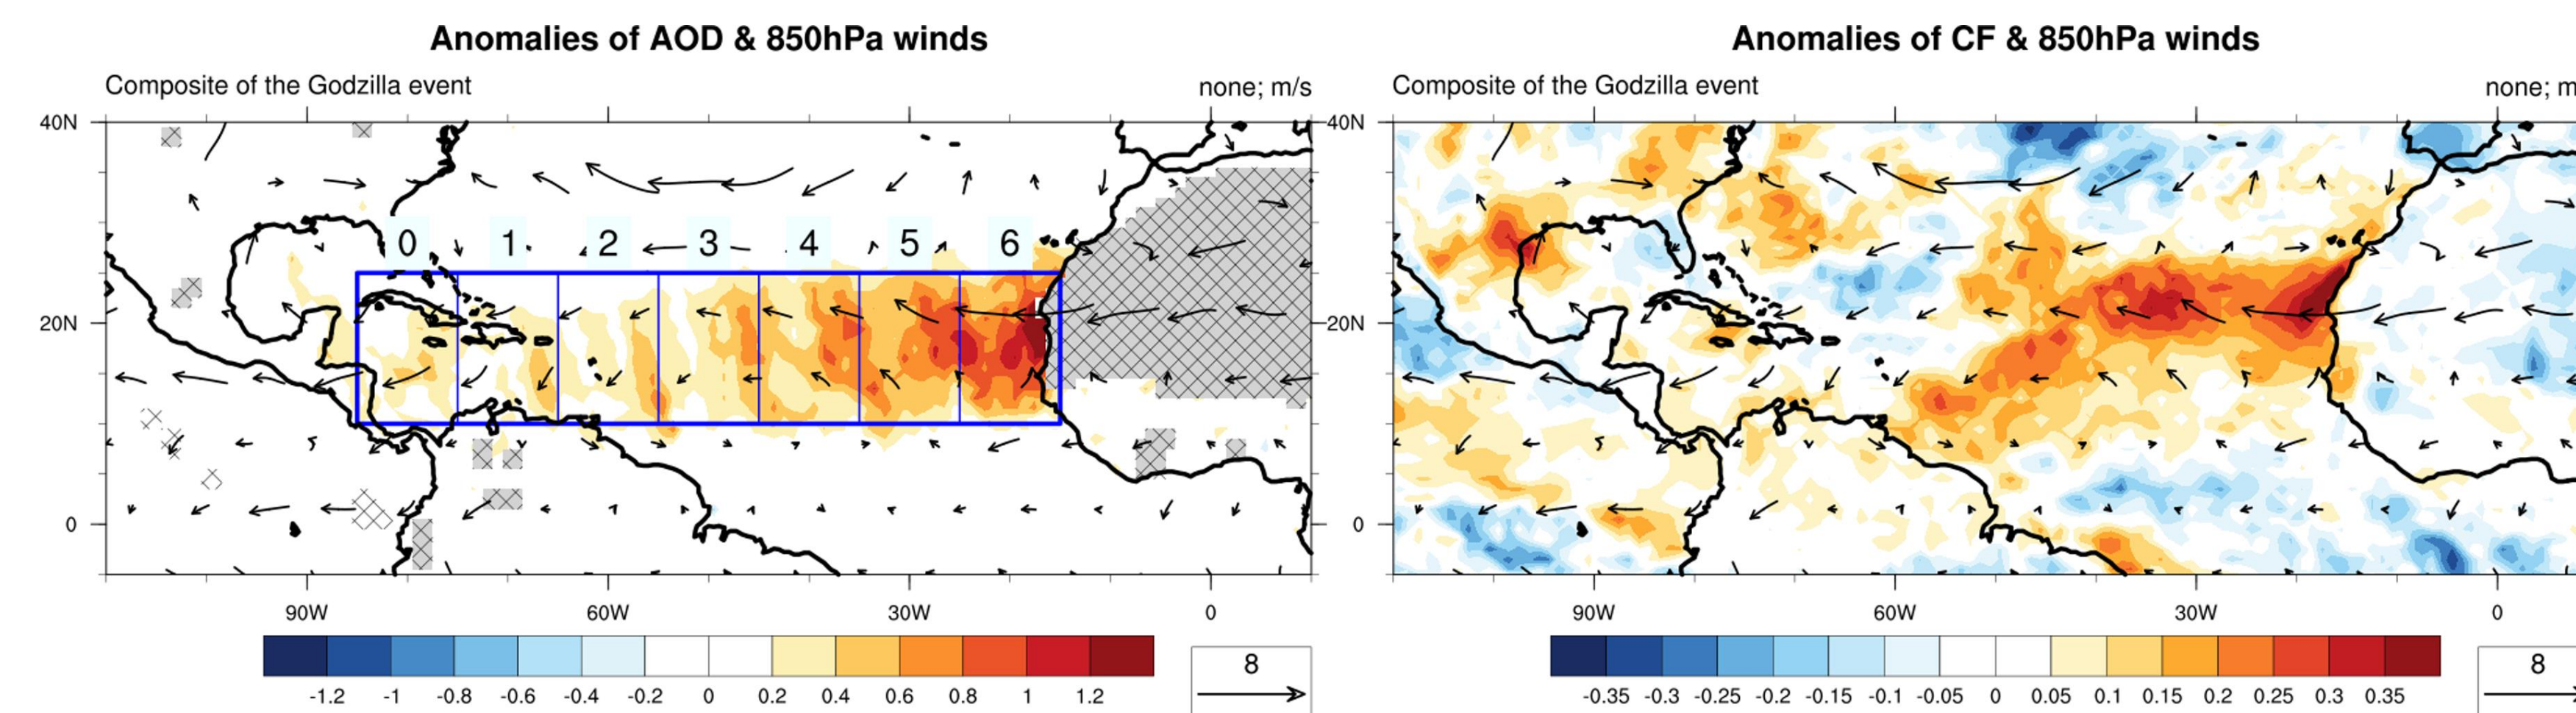 Anomalies of AOD & 850hPa winds
Composite of the Godzilla event none; m/s
40N
20N
0
0 1 2 3 4 5 6
90W 60W 30W 0
-1.2 -1 -0.8 -0.6 -0.4 -0.2 0 0.2 0.4 0.6 0.8 1 1.2
8
Anomalies of CF & 850hPa winds
Composite of the Godzilla event none; m
40N
20N
0
90W 60W 30W 0
-0.35 -0.3 -0.25 -0.2 -0.15 -0.1 -0.05 0 0.05 0.1 0.15 0.2 0.25 0.3 0.35
8